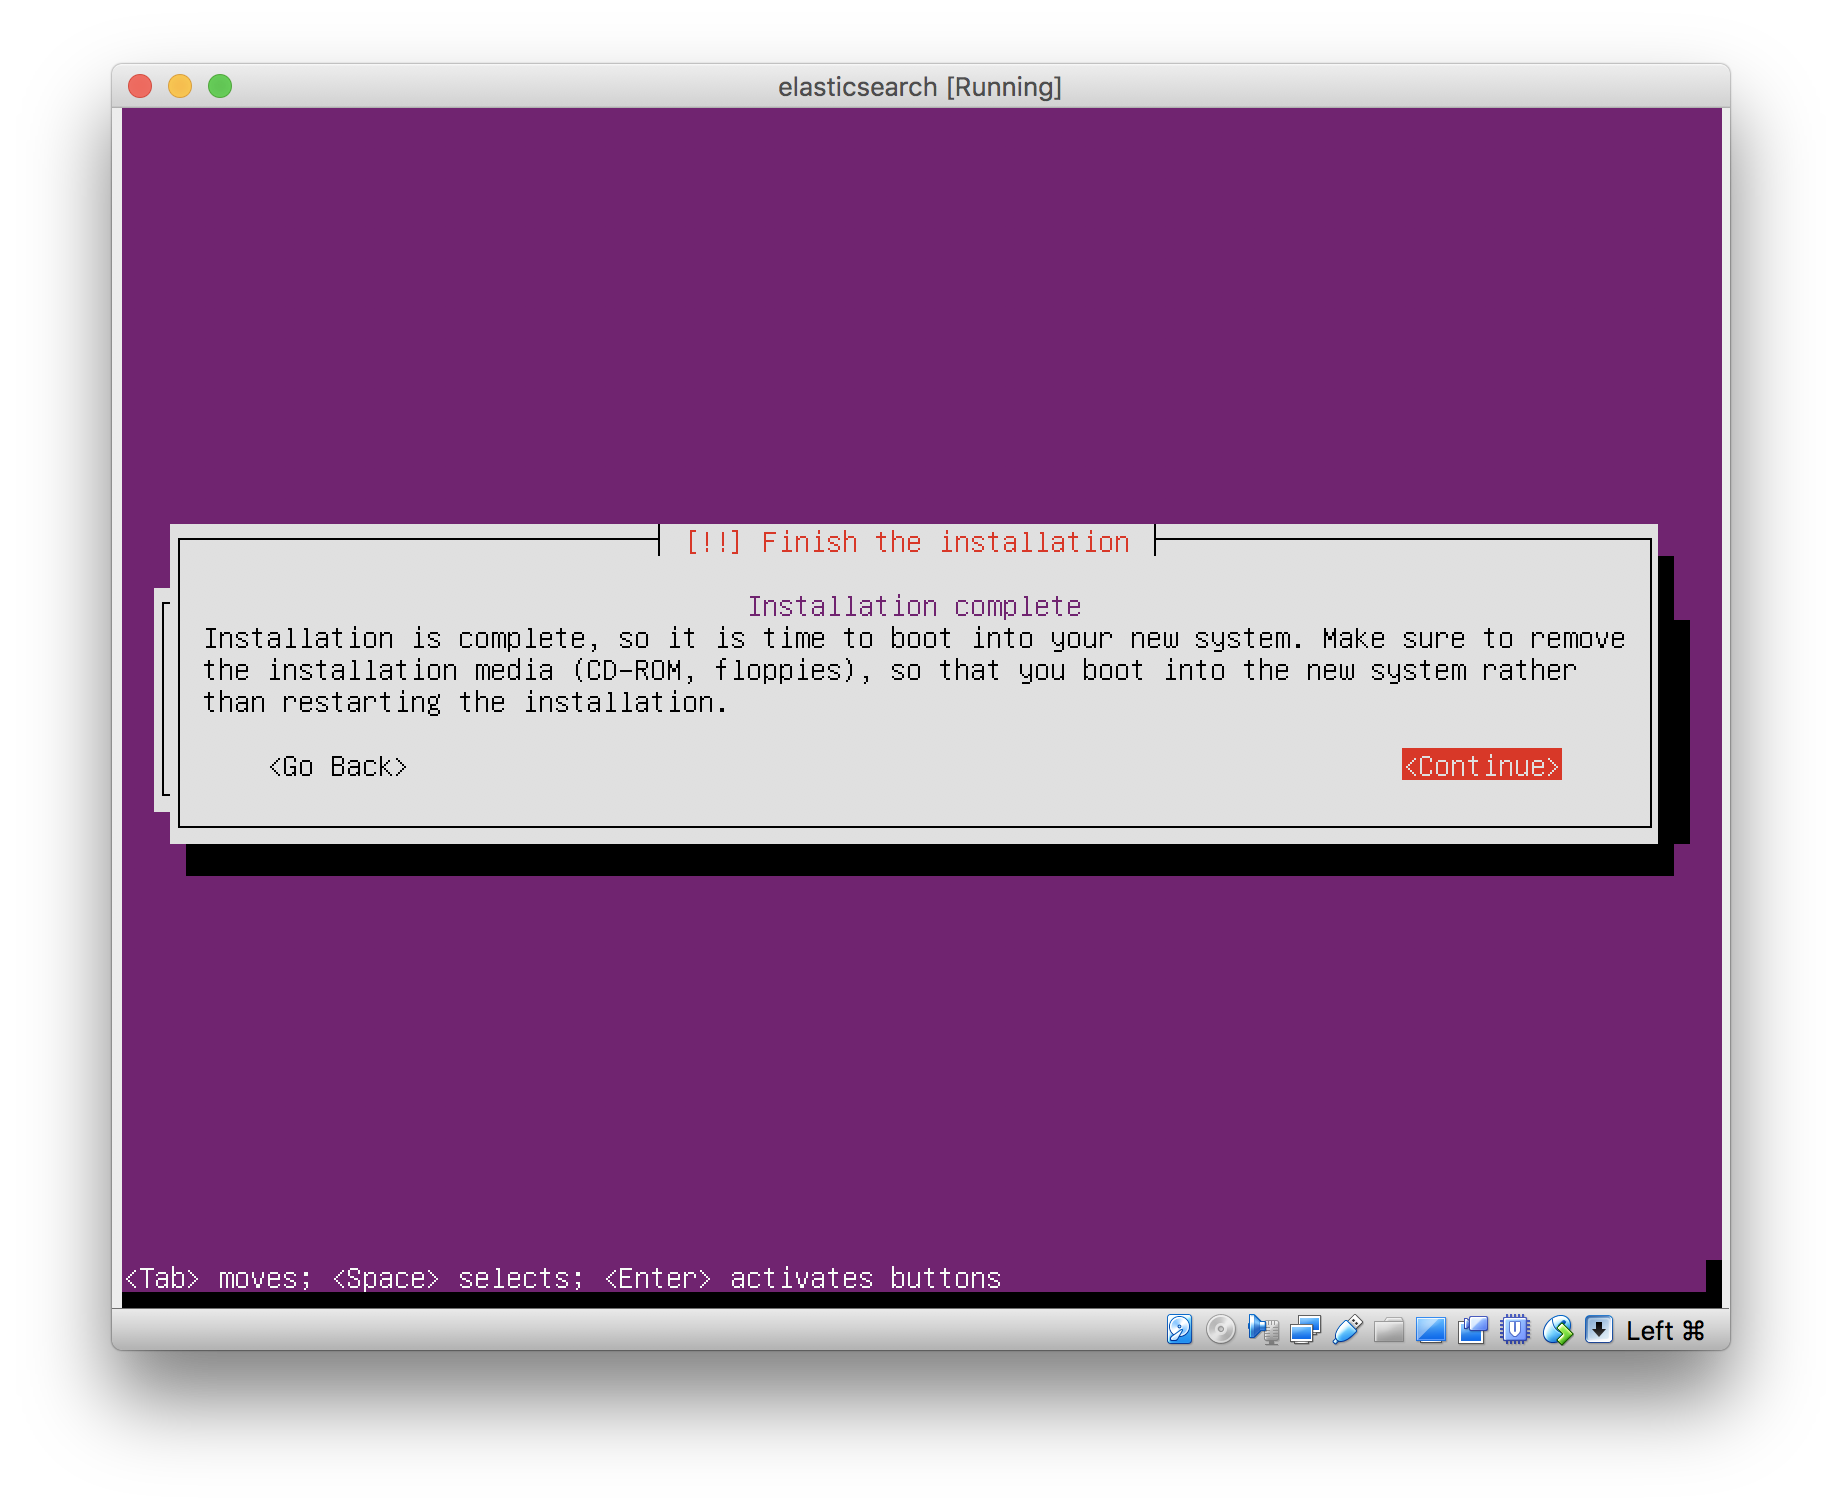 elasticsearch [Running]
[!!] Finish the installation
Installation complete
Installation is complete, so it is time to boot into your new system. Make sure to remove
the installation media (CD-ROM, floppies), so that you boot into the new system rather
than restarting the installation.
<Go Back> <Continue>
<Tab> moves; <Space> selects; <Enter> activates buttons
Left ⌘